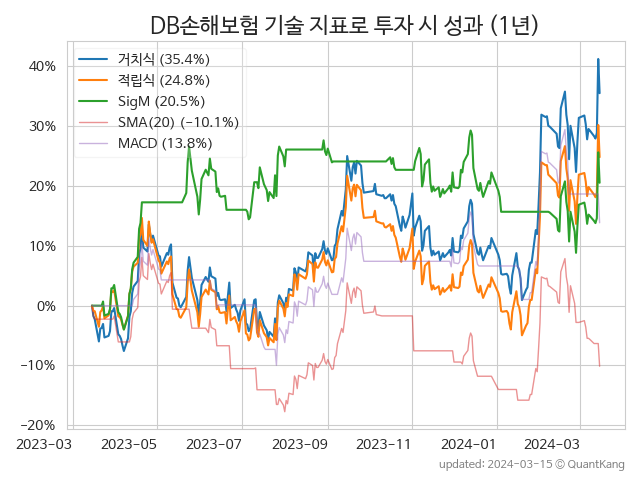 DB손해보험 기술 지표로 투자 시 성과 (1년)
거치식 (35.4%)
적립식 (24.8%)
SigM (20.5%)
SMA(20) (−10.1%)
MACD (13.8%)
40%
30%
20%
10%
0%
−10%
−20%
2023-03 2023-05 2023-07 2023-09 2023-11 2024-01 2024-03
updated: 2024-03-15 © QuantKang